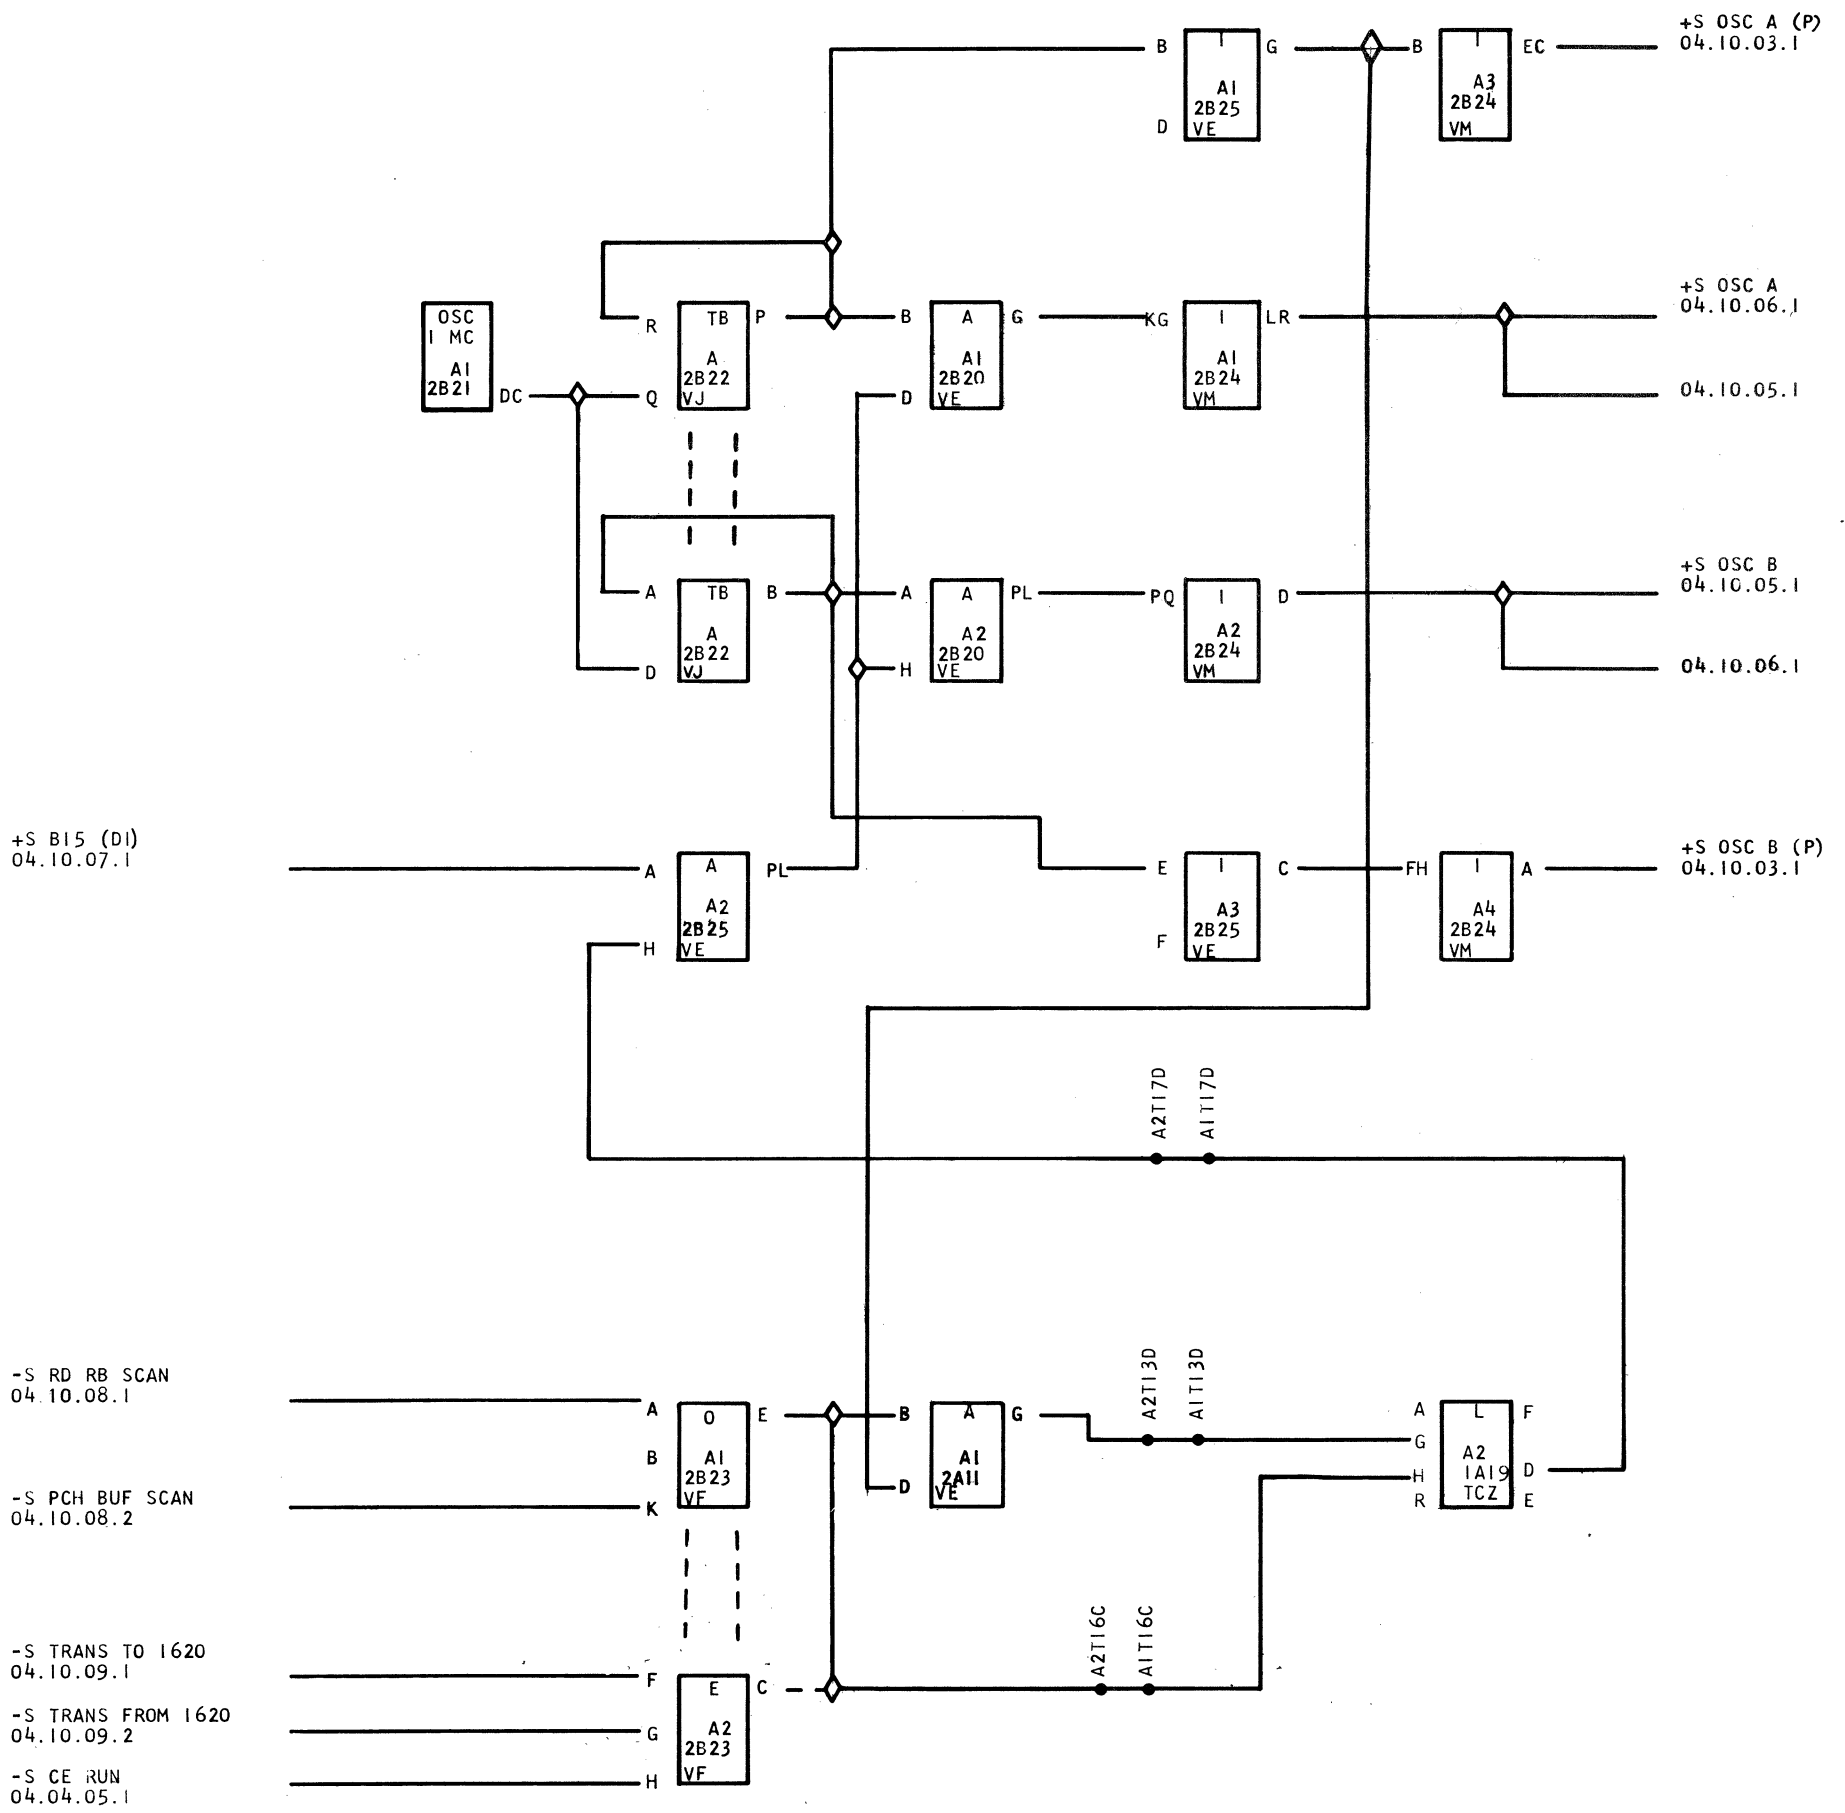 +S OSC A (P)
04.10.03.1
B
I
G
B
I
EC
A1
2B25
D
VE
A3
2B24
VM
+S OSC A
04.10.06.1
OSC
I MC
A1
2B21
DC
R
TB
P
A
2B22
Q
VJ
B
A
G
A1
2B20
D
VE
KG
I
LR
A1
2B24
VM
04.10.05.1
+S OSC B
04.10.05.1
A
TB
B
A
2B22
D
VJ
A
A
PL
A2
2B20
H
VE
PQ
I
D
A2
2B24
VM
04.10.06.1
+S B15 (D1)
04.10.07.1
A
A
PL
A2
2B25
H
VE
E
I
C
A3
2B25
F
VE
FH
I
A
A4
2B24
VM
+S OSC B (P)
04.10.03.1
A2T17D
A1T17D
-S RD RB SCAN
04.10.08.1
A
O
E
B
A1
2B23
K
VF
-S PCH BUF SCAN
04.10.08.2
B
A
G
A1
2A11
D
VE
A2T13D
A1T13D
A
L
F
G
A2
H
1A19
D
R
TCZ
E
A2T16C
A1T16C
-S TRANS TO 1620
04.10.09.1
F
E
C
-S TRANS FROM 1620
04.10.09.2
G
A2
2B23
-S CE RUN
04.04.05.1
H
VF